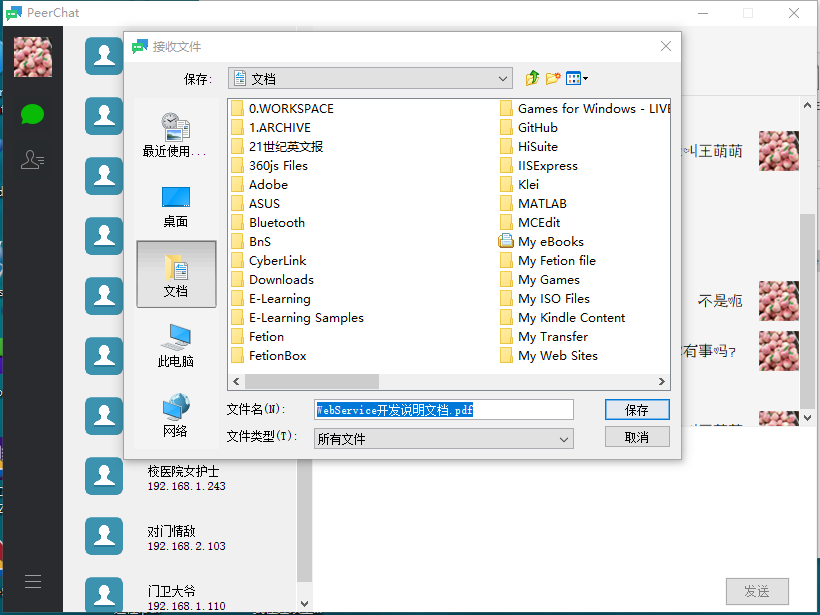 PeerChat
接收文件
保存:
文档
最近使用...
桌面
文档
此电脑
网络
0.WORKSPACE
1.ARCHIVE
21世纪英文报
360js Files
Adobe
ASUS
Bluetooth
BnS
CyberLink
Downloads
E-Learning
E-Learning Samples
Fetion
FetionBox
Games for Windows - LIVE
GitHub
HiSuite
IISExpress
Klei
MATLAB
MCEdit
My eBooks
My Fetion file
My Games
My ISO Files
My Kindle Content
My Transfer
My Web Sites
文件名(N):
WebService开发说明文档.pdf
保存
文件类型(T):
所有文件
取消
叫王萌萌
不是呃
有事吗?
校医院女护士
192.168.1.243
对门情敌
192.168.2.103
门卫大爷
192.168.1.110
发送